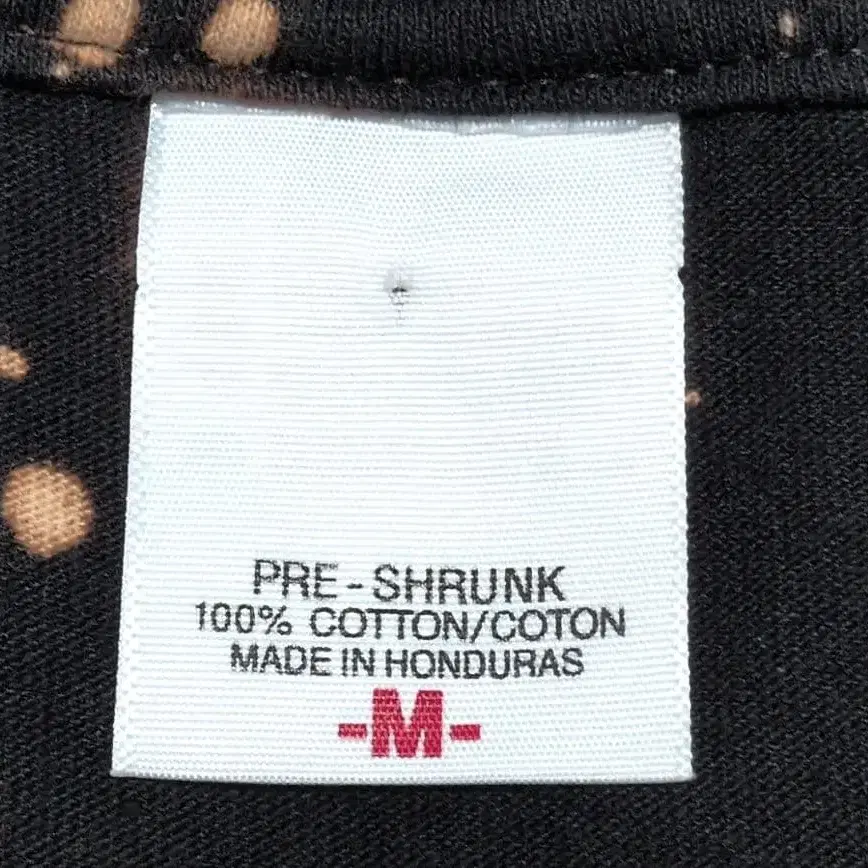 PRE-SHRUNK
100% COTTON/COTON
MADE IN HONDURAS
-M-